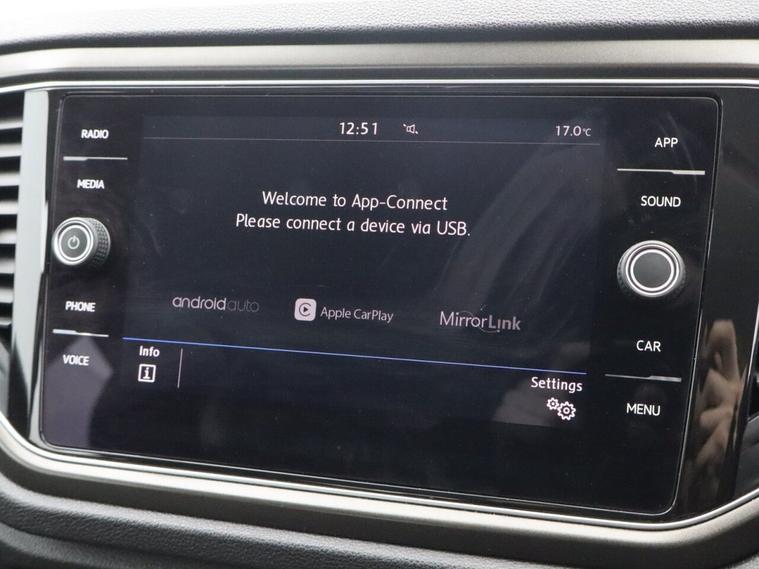 RADIO
MEDIA
PHONE
VOICE
12:51
17.0°C
Welcome to App-Connect
Please connect a device via USB.
androidauto
Apple CarPlay
MirrorLink
Info
i
Settings
APP
SOUND
CAR
MENU